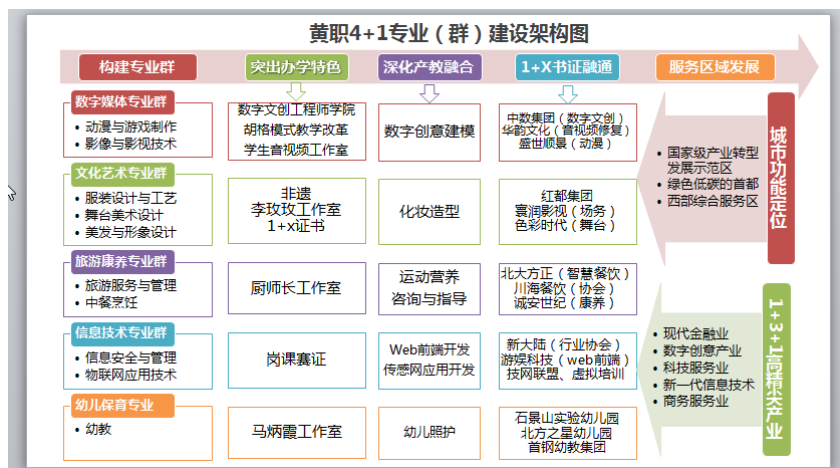 黄职4+1专业（群）建设架构图
构建专业群
突出办学特色
深化产教融合
1+X书证融通
服务区域发展
数字媒体专业群
• 动漫与游戏制作
• 影像与影视技术
数字文创工程师学院
胡格模式教学改革
学生音视频工作室
数字创意建模
中数集团（数字文创）
华韵文化（音视频修复）
盛世顺景（动漫）
文化艺术专业群
• 服装设计与工艺
• 舞台美术设计
• 美发与形象设计
非遗
李玫玫工作室
1+x证书
化妆造型
红都集团
寰润影视（场务）
色彩时代（舞台）
旅游康养专业群
• 旅游服务与管理
• 中餐烹饪
厨师长工作室
运动营养
咨询与指导
北大方正（智慧餐饮）
川海餐饮（协会）
诚安世纪（康养）
信息技术专业群
• 信息安全与管理
• 物联网应用技术
岗课赛证
Web前端开发
传感网应用开发
新大陆（行业协会）
游娱科技（web前端）
技网联盟、虚拟培训
幼儿保育专业
• 幼教
马炳霞工作室
幼儿照护
石景山实验幼儿园
北方之星幼儿园
首钢幼教集团
• 国家级产业转型
发展示范区
• 绿色低碳的首都
• 西部综合服务区
城市功能定位
• 现代金融业
• 数字创意产业
• 科技服务业
• 新一代信息技术
• 商务服务业
1+3+1高精尖产业